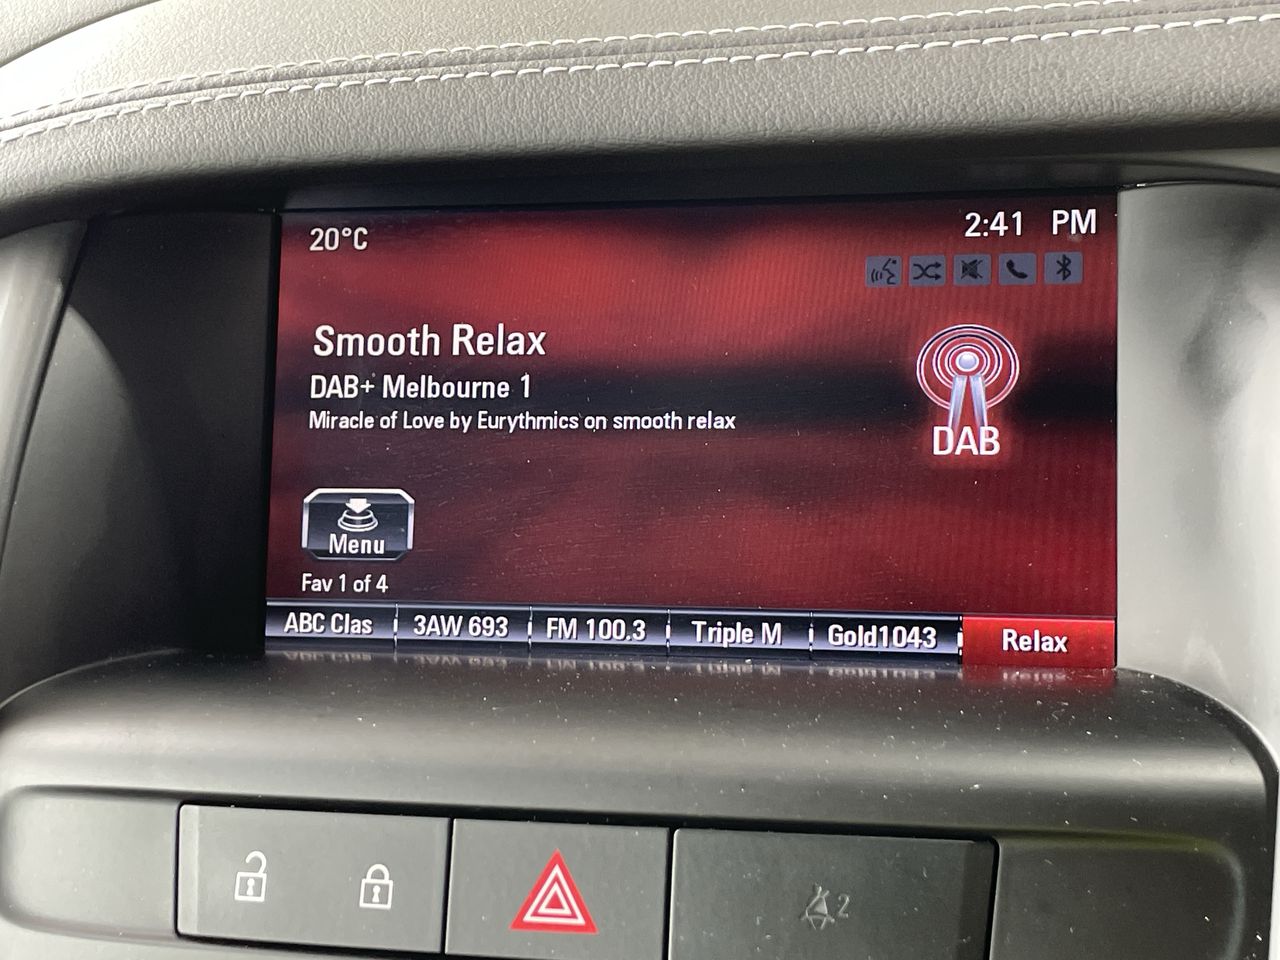 20°C
2:41 PM
Smooth Relax
DAB+ Melbourne 1
Miracle of Love by Eurythmics on smooth relax
DAB
Menu
Fav 1 of 4
ABC Clas 3AW 693 FM 100.3 Triple M Gold1043 Relax
2